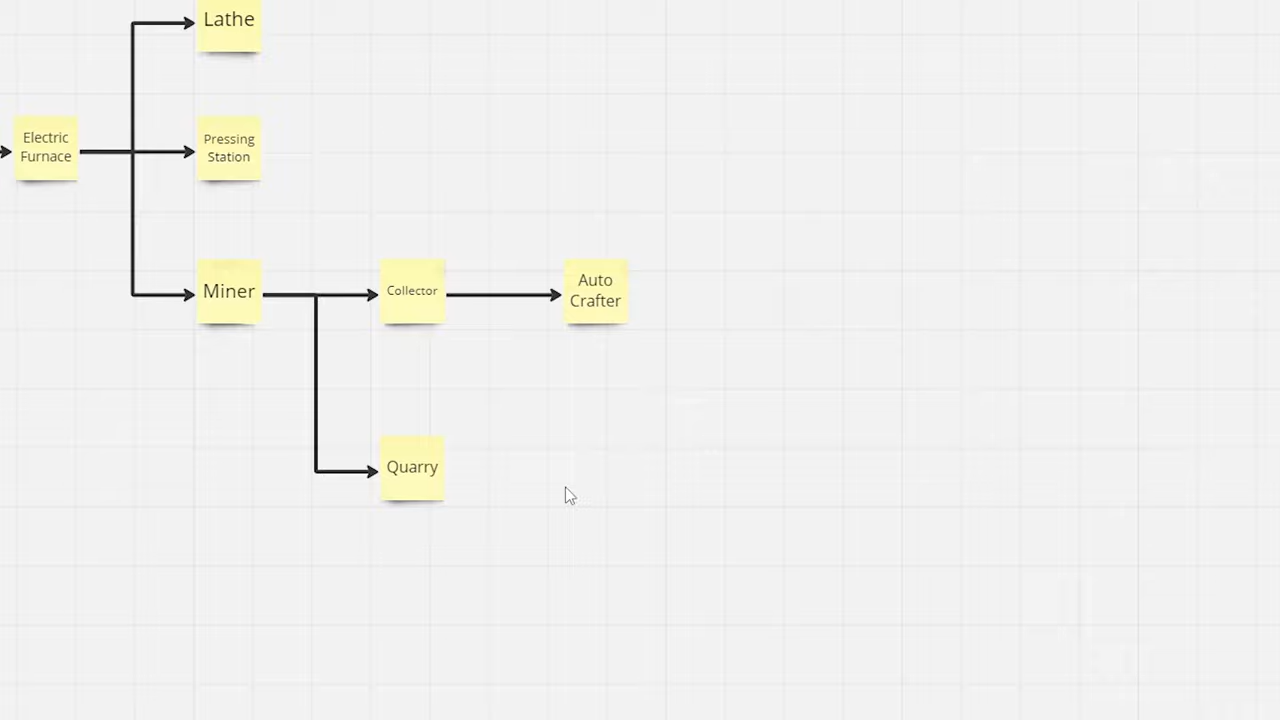 Lathe
Electric
Furnace
Pressing
Station
Miner
Collector
Auto
Crafter
Quarry